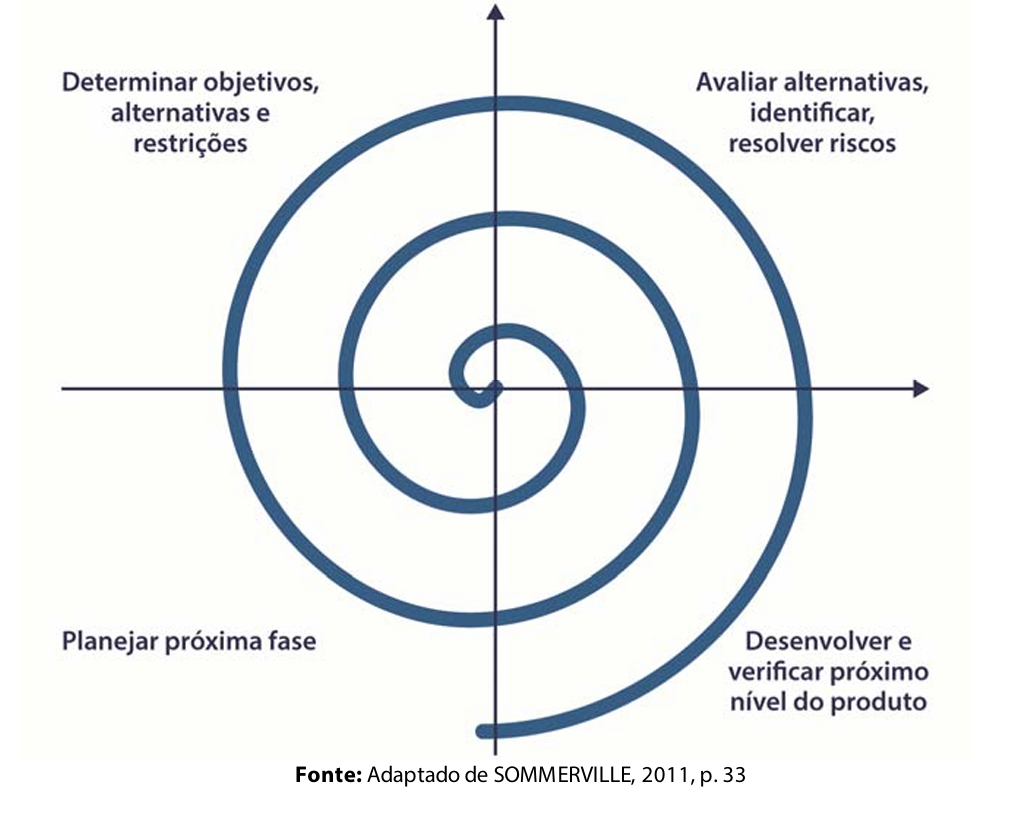 Determinar objetivos,
alternativas e
restrições
Avaliar alternativas,
identificar,
resolver riscos
Planejar próxima fase
Desenvolver e
verificar próximo
nível do produto
Fonte: Adaptado de SOMMERVILLE, 2011, p. 33